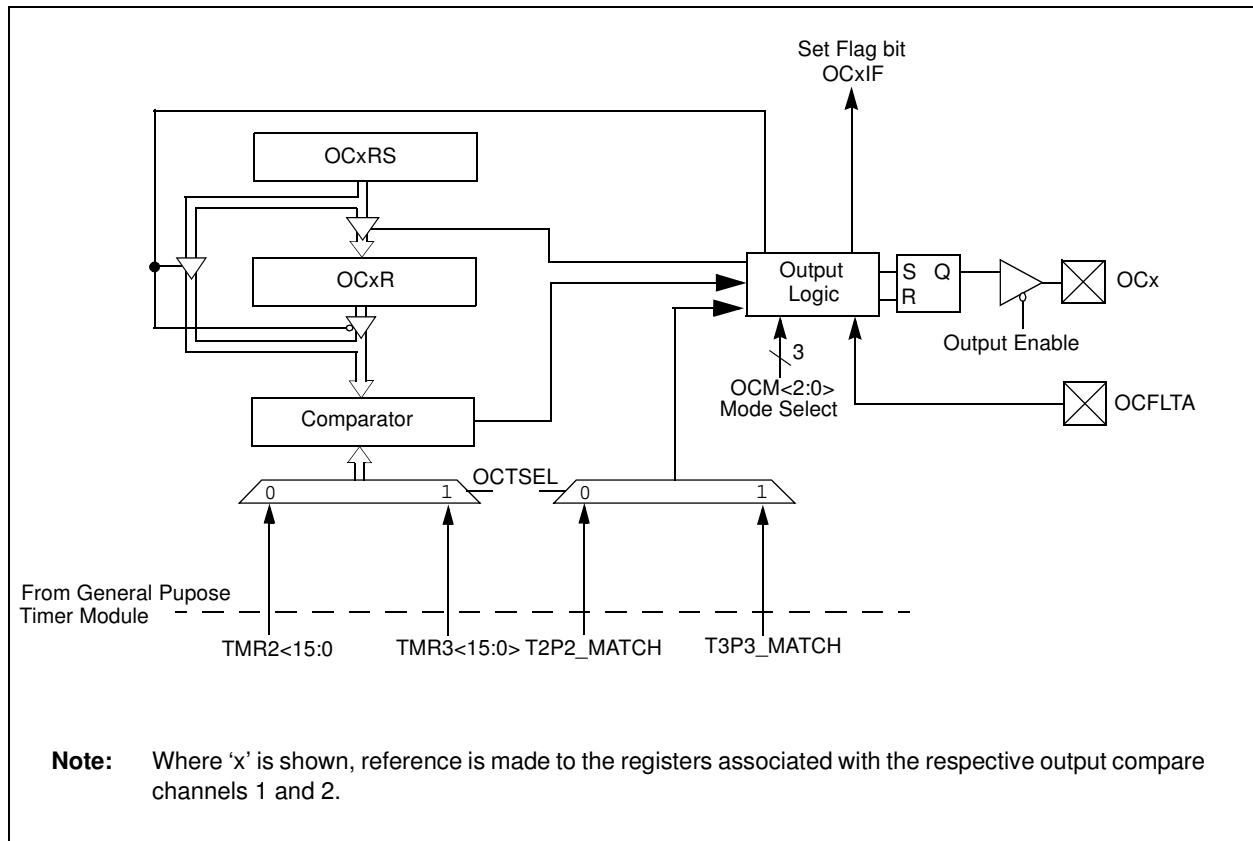 Set Flag bit
OCxIF
OCxRS
OCxR
Output
Logic
S Q
R
OCx
Output Enable
3
OCM<2:0>
Mode Select
OCFLTA
Comparator
OCTSEL
0 1
0 1
From General Pupose
Timer Module
TMR2<15:0
TMR3<15:0>
T2P2_MATCH
T3P3_MATCH
Note: Where ‘x’ is shown, reference is made to the registers associated with the respective output compare
channels 1 and 2.